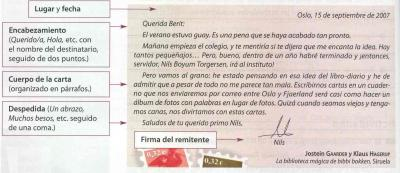 Lugar y fecha
Oslo, 15 de septiembre de 2007
Encabezamiento
(Querido/a, Hola, etc. con
el nombre del destinatario,
seguido de dos puntos.)
Querida Berit:
El verano estuvo guay. Es una pena que se haya acabado tan pronto.
Mañana empieza el colegio, y te mentiría si te dijera que me encanta la idea. Hay
tantos pequeñajos... Pero, bueno, dentro de un año habré terminado y ¡entonces,
servidor, Nils Boyum Torgersen, irá al instituto!
Cuerpo de la carta
(organizado en párrafos.)
Pero vamos al grano: he estado pensando en esa idea del libro-diario y he de
admitir que a pesar de todo no me parece tan mala. Escribirnos cartas en un cuader-
no que nos enviaremos por correo entre Oslo y Fjaerland será casi como hacer un
álbum de fotos con palabras en lugar de fotos. Quizá cuando seamos viejos y tenga-
mos canas, nos divirtamos con estas cartas.
Saludos de tu querido primo Nils,
Despedida (Un abrazo,
Muchos besos, etc. seguido
de una coma.)
Firma del remitente
Nils
0,32 €
Jostein GAARDER y Klaus HAGERUP
La biblioteca mágica de bibbi bokken, Siruela